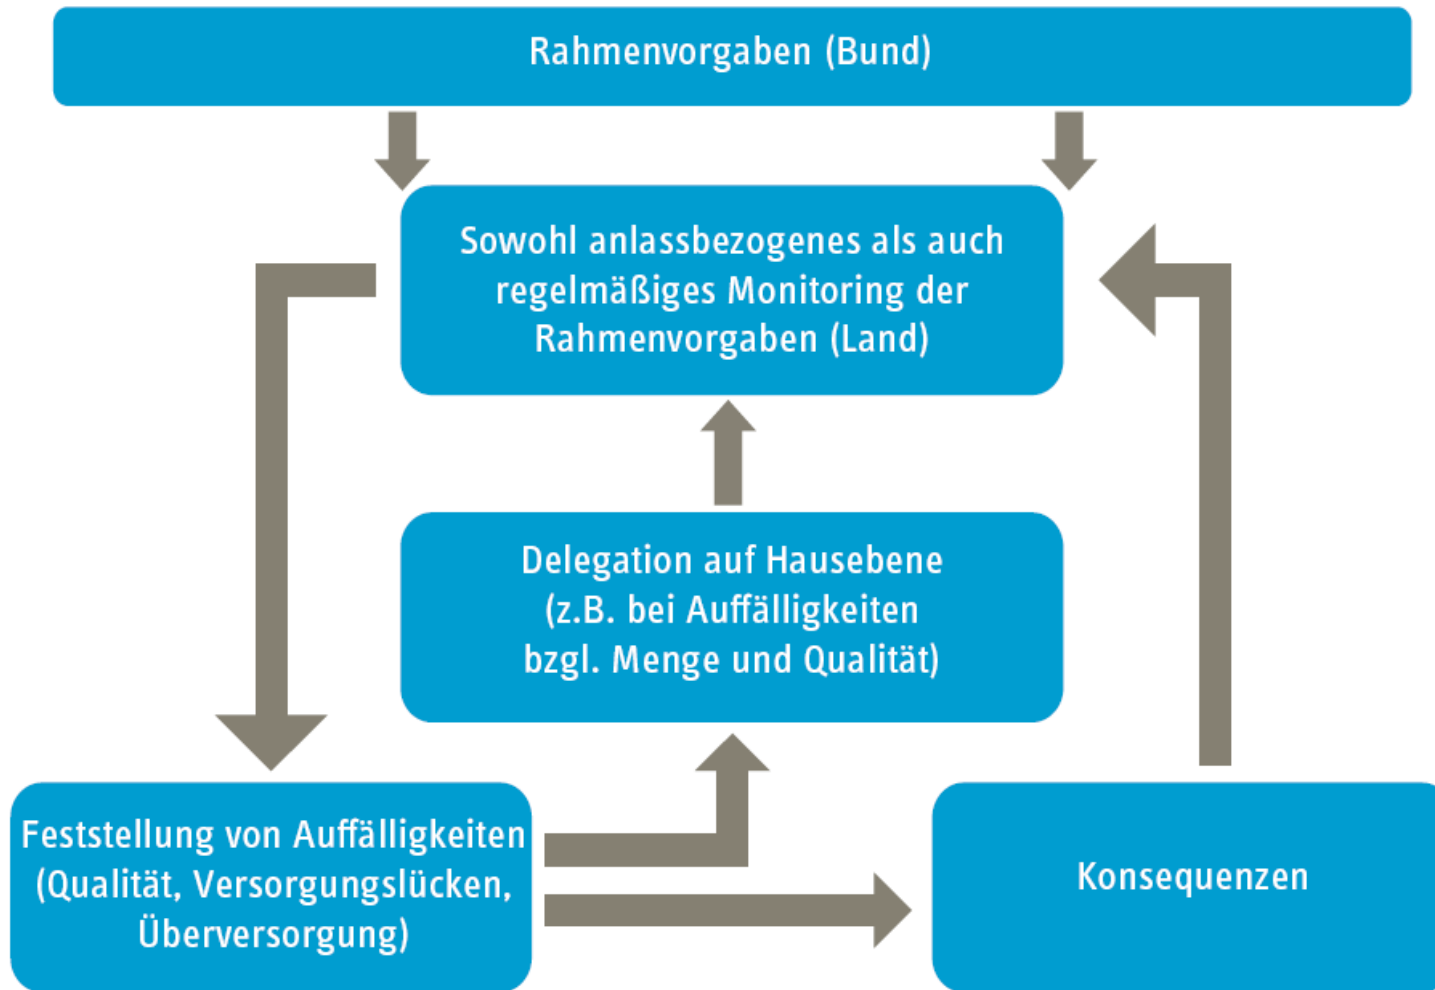 Rahmenvorgaben (Bund)
Sowohl anlassbezogenes als auch
regelmäßiges Monitoring der
Rahmenvorgaben (Land)
Delegation auf Hausebene
(z.B. bei Auffälligkeiten
bzgl. Menge und Qualität)
Feststellung von Auffälligkeiten
(Qualität, Versorgungslücken,
Überversorgung)
Konsequenzen